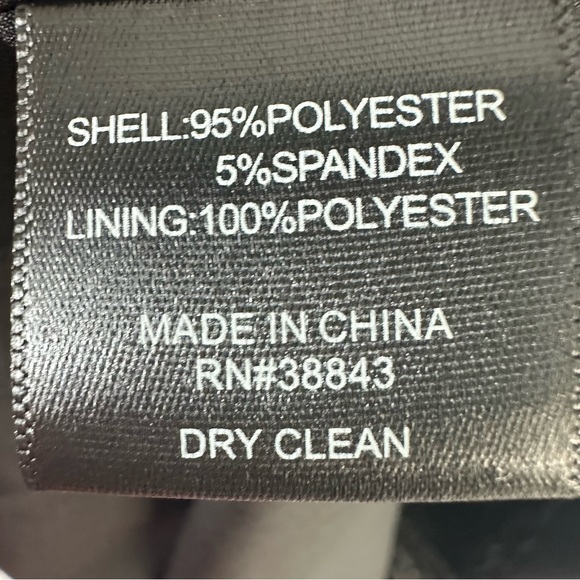 SHELL:95%POLYESTER
5%SPANDEX
LINING:100%POLYESTER
MADE IN CHINA
RN#38843
DRY CLEAN